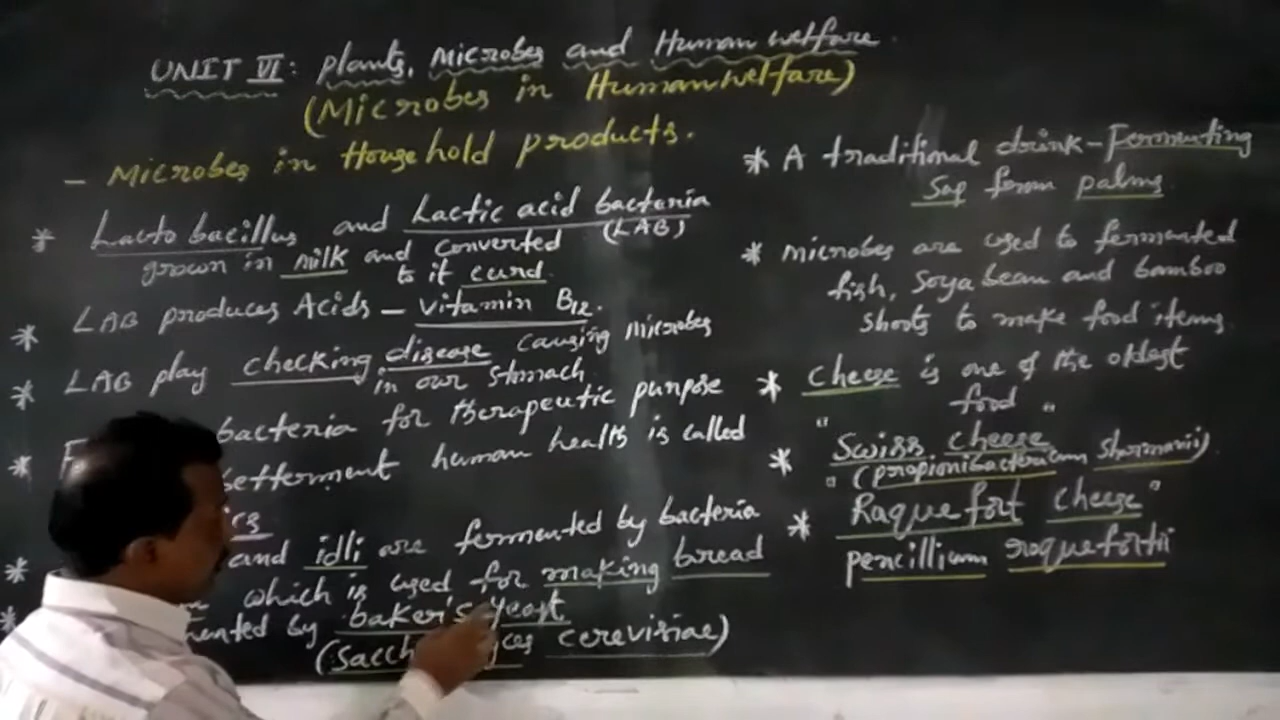 UNIT VI: plants, Microbes and Human welfare.
(Microbes in Human welfare)
- Microbes in House hold products.
* Lacto bacillus and Lactic acid bacteria
grown in milk and converted (LAB)
to it curd.
* LAB produces Acids - vitamin B12.
* LAB play checking disease causing microbes
in our stomach
* bacteria for therapeutic purpose
human health is called
* and idli are fermented by bacteria
* which is used for making bread
by baker's yeast
cerevisiae)
* A traditional drink - Fermenting
Sap form palms
* microbes are used to fermented
fish, Soya bean and bamboo
shoots to make food items.
* cheese is one of the oldest
food
* "Swiss cheese"
(propionibacterium sharmanii)
* "Raque fort cheese"
pencillium roquefortii